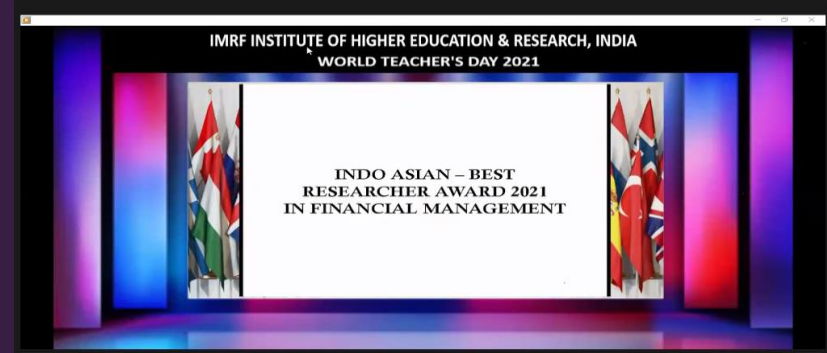 IMRF INSTITUTE OF HIGHER EDUCATION & RESEARCH, INDIA
WORLD TEACHER'S DAY 2021
INDO ASIAN – BEST
RESEARCHER AWARD 2021
IN FINANCIAL MANAGEMENT